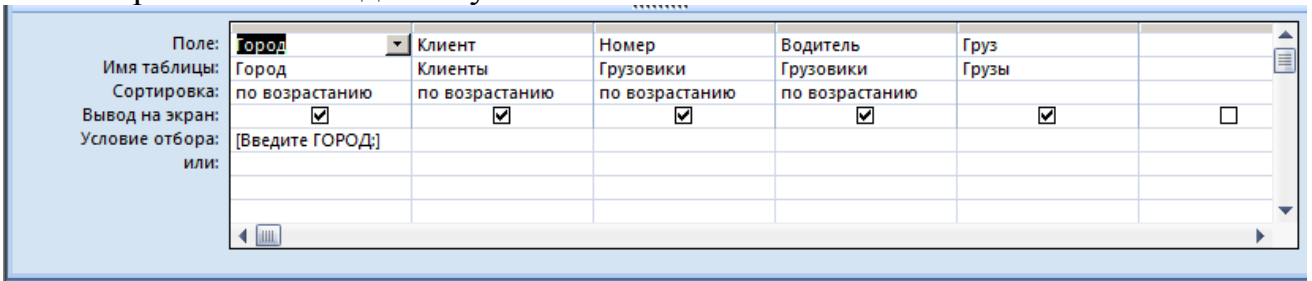 Поле: Город Клиент Номер Водитель Груз
Имя таблицы: Город Клиенты Грузовики Грузовики Грузы
Сортировка: по возрастанию по возрастанию по возрастанию по возрастанию
Вывод на экран:
Условие отбора: [Введите ГОРОД:]
или: